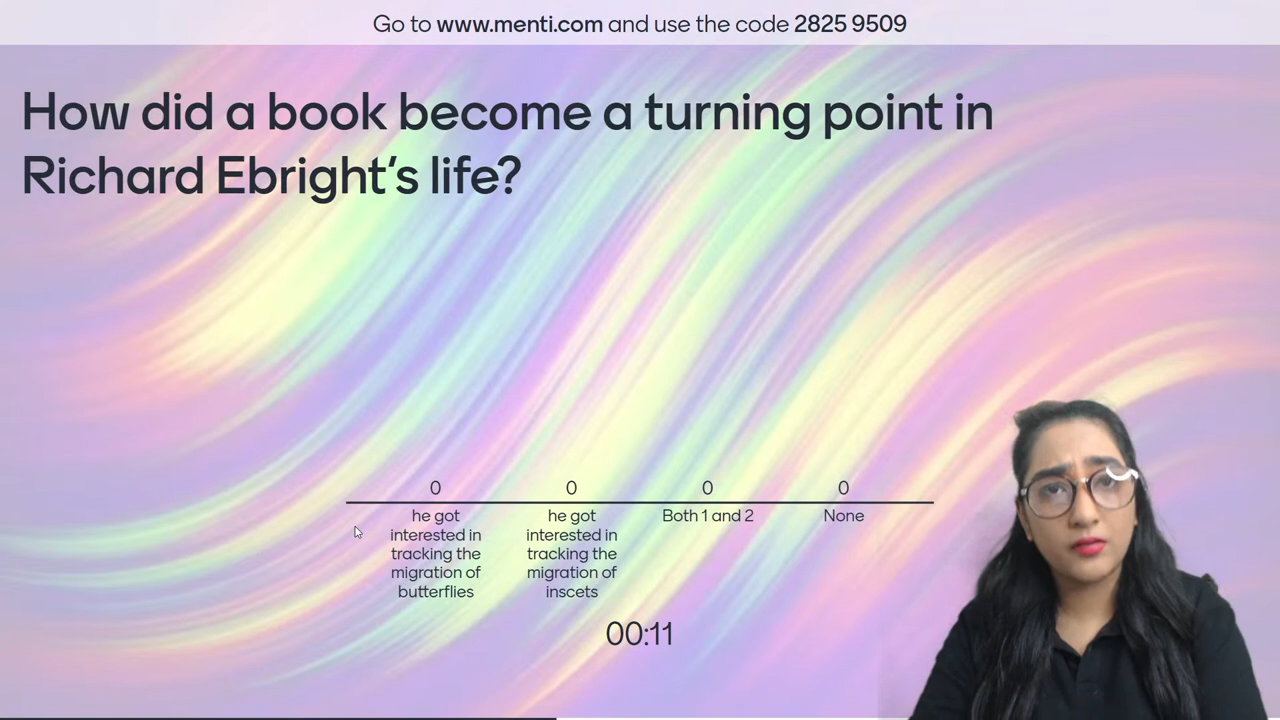 Go to www.menti.com and use the code 2825 9509
How did a book become a turning point in
Richard Ebright's life?
0
0
0
0
he got
interested in
tracking the
migration of
butterflies
he got
interested in
tracking the
migration of
inscets
Both 1 and 2
None
00:11